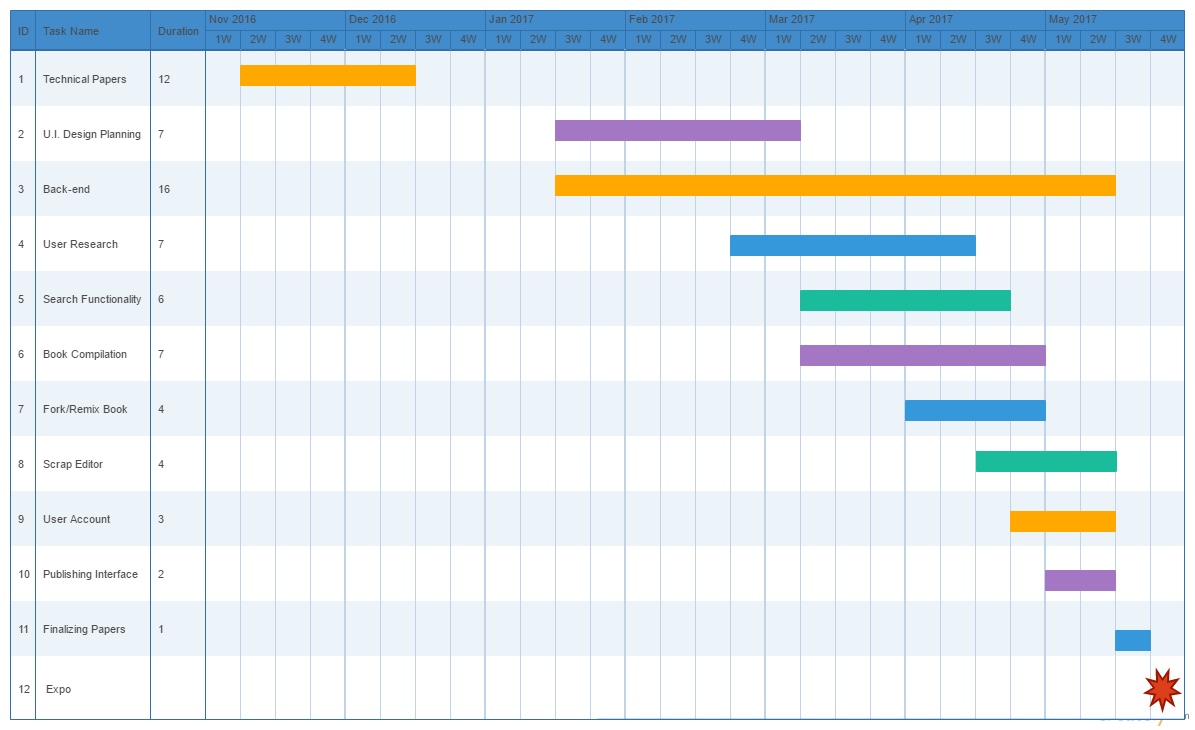 ID Task Name Duration Nov 2016 Dec 2016 Jan 2017 Feb 2017 Mar 2017 Apr 2017 May 2017
1W 2W 3W 4W 1W 2W 3W 4W 1W 2W 3W 4W 1W 2W 3W 4W 1W 2W 3W 4W 1W 2W 3W 4W 1W 2W 3W 4W
1 Technical Papers 12
2 U.I. Design Planning 7
3 Back-end 16
4 User Research 7
5 Search Functionality 6
6 Book Compilation 7
7 Fork/Remix Book 4
8 Scrap Editor 4
9 User Account 3
10 Publishing Interface 2
11 Finalizing Papers 1
12 Expo